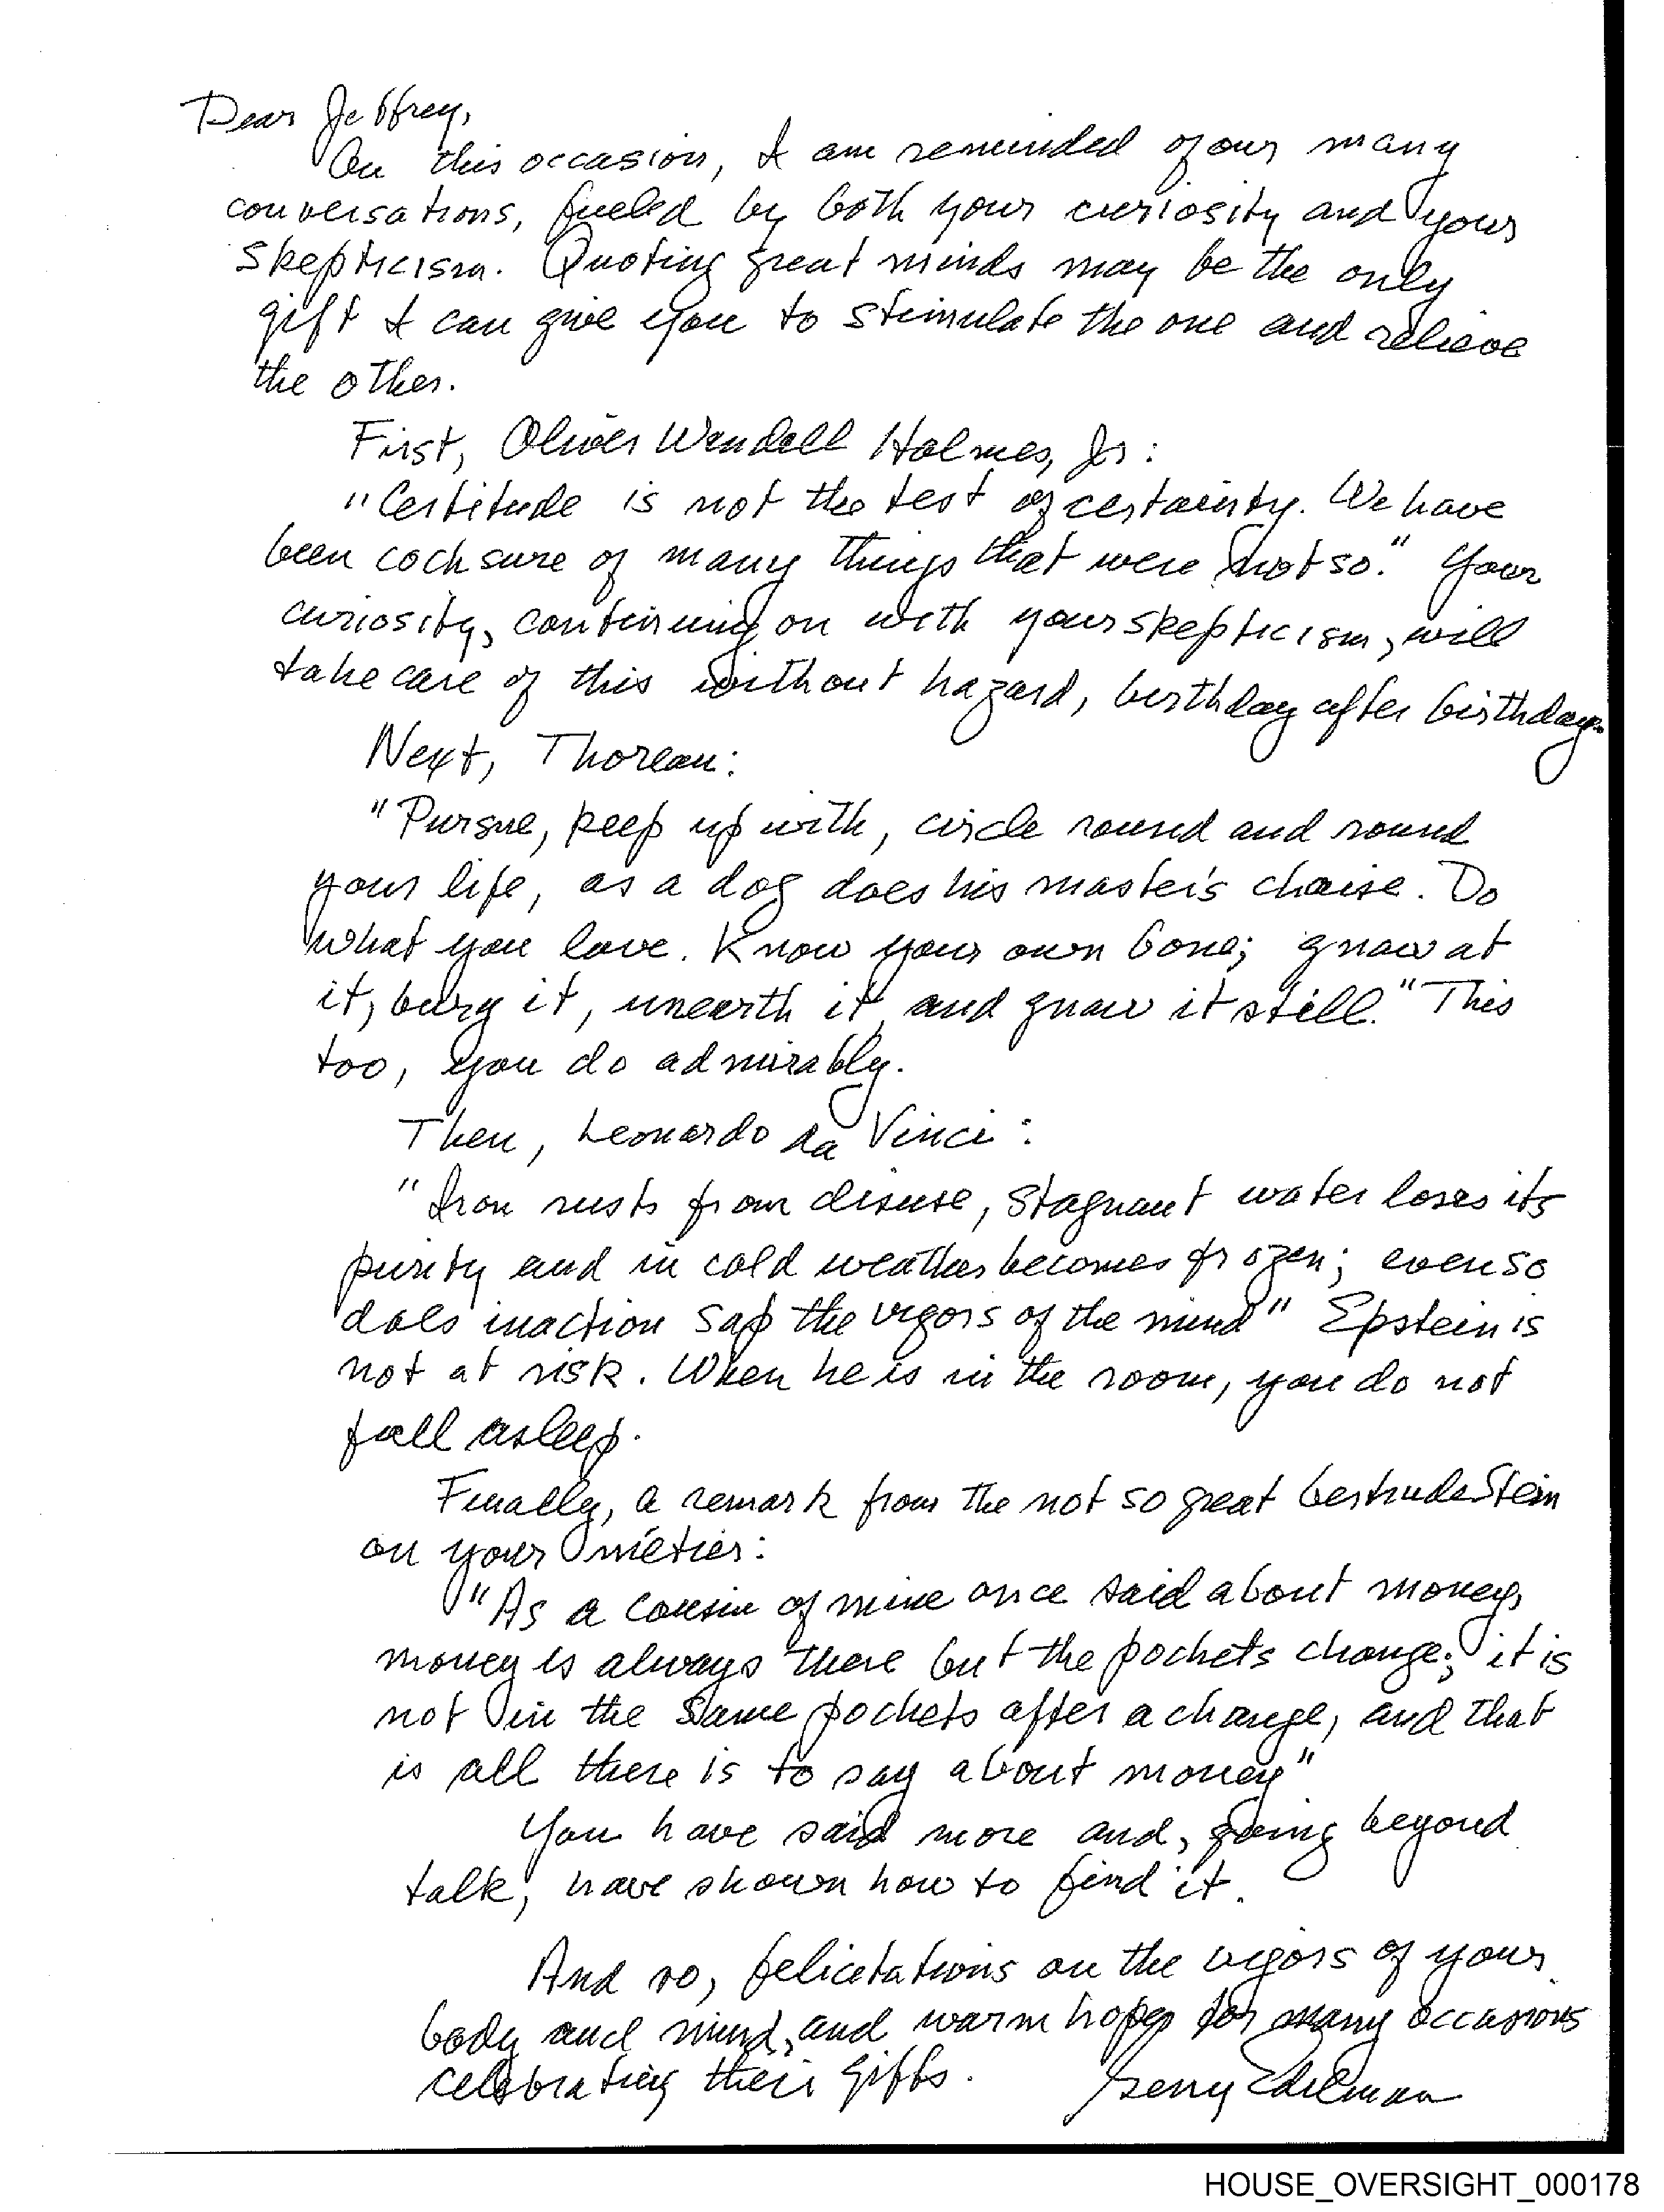 Dear Jeffrey,
On this occasion, I am reminded of our many
conversations, fueled by both your curiosity and your
skepticism. Quoting great minds may be the only
gift I can give you to stimulate the one and relieve
the other.
First, Oliver Wendell Holmes, Jr:
"Certitude is not the test of certainty. We have
been cocksure of many things that were not so." Your
curiosity, continuing on with your skepticism, will
take care of this without hazard, birthday after birthday.
Next, Thoreau:
"Pursue, keep up with, circle round and round
your life, as a dog does his master's chaise. Do
what you love. Know your own bone; gnaw at
it, bury it, unearth it and gnaw it still." This
too, you do admirably.
Then, Leonardo da Vinci:
"Iron rusts from disuse, stagnant water loses its
purity and in cold weather becomes frozen; even so
does inaction sap the vigors of the mind" Epstein is
not at risk. When he is in the room, you do not
fall asleep.
Finally, a remark from the not so great Gertrude Stein
on your métier:
"As a cousin of mine once said about money,
money is always there but the pockets change; it is
not in the same pockets after a change, and that
is all there is to say about money"
You have said more and, going beyond
talk, have shown how to find it.
And so, felicitations on the vigors of your
body and mind, and warm hopes for many occasions
celebrating their gifts. Gerry Edelman
HOUSE_OVERSIGHT_000178